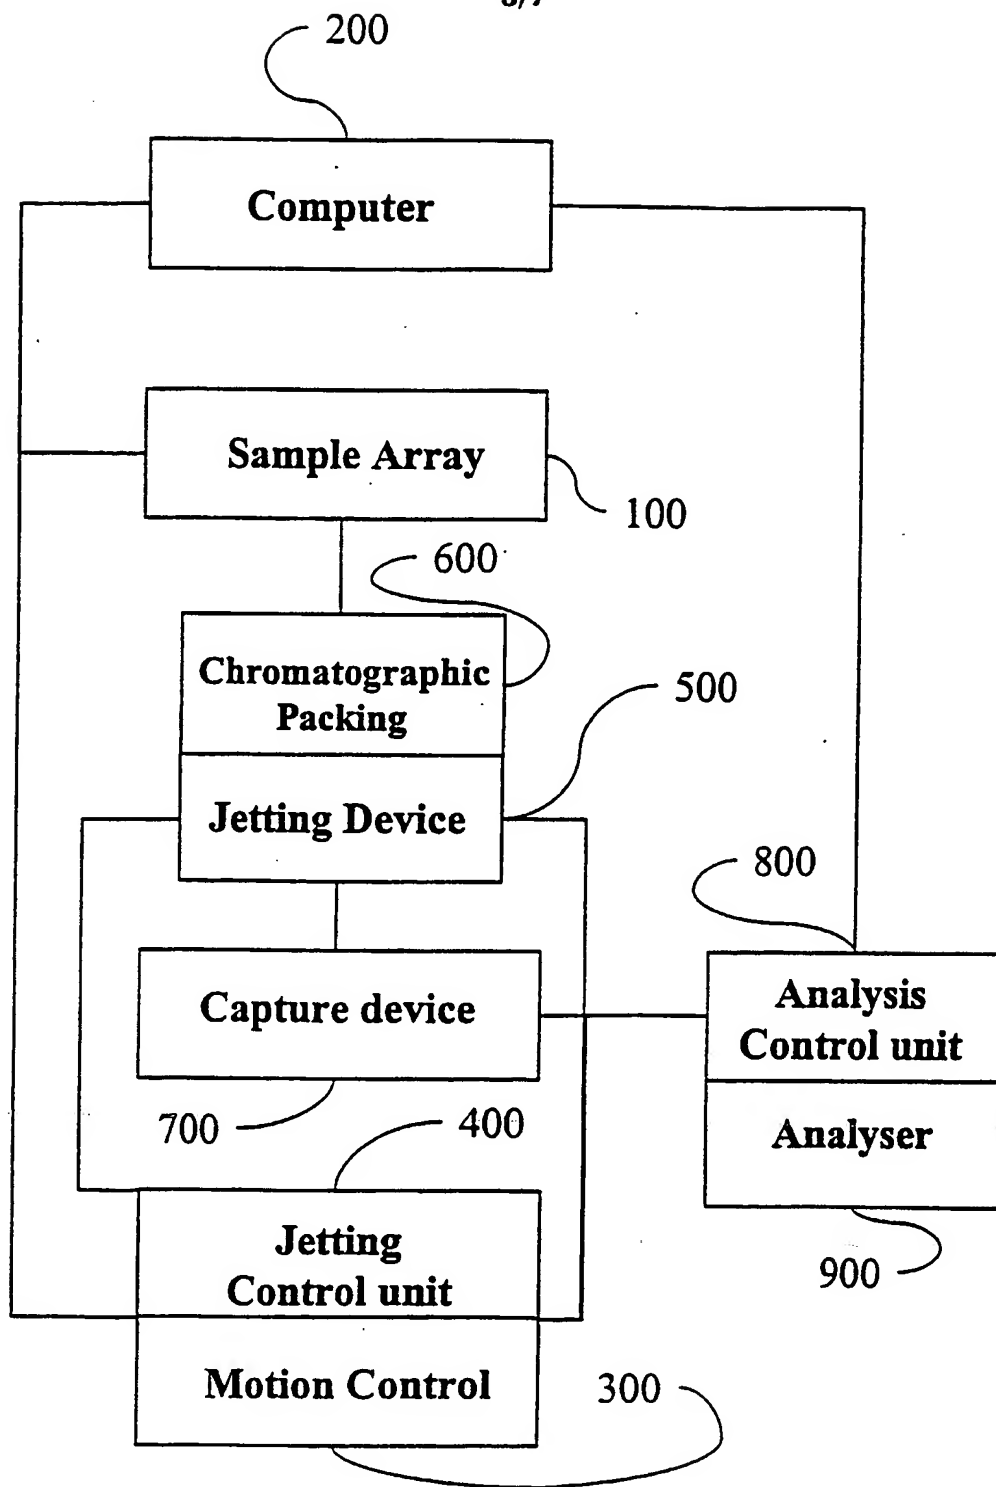 200
Computer
Sample Array
100
600
Chromatographic
Packing
500
Jetting Device
800
Capture device
Analysis
Control unit
700
400
Analyser
Jetting
Control unit
900
Motion Control
300